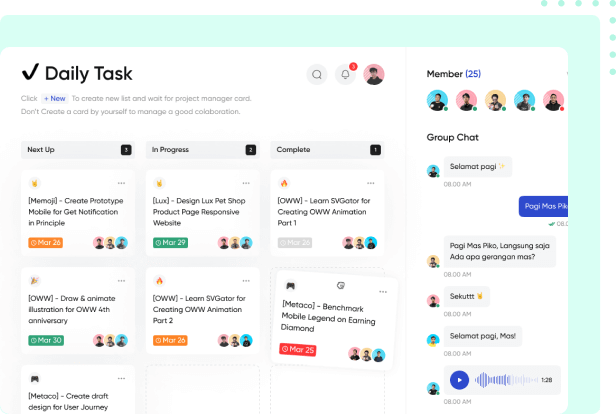 Daily Task
3
Click + New To create new list and wait for project manager card.
Don't Create a card by yourself to manage a good colaboration.
Next Up 3
[Memoji] - Create Prototype
Mobile for Get Notification
in Principle
Mar 26
[OWW] - Draw & animate
illustration for OWW 4th
anniversary
Mar 30
[Metaco] - Create draft
design for User Journey
In Progress 2
[Lux] - Design Lux Pet Shop
Product Page Responsive
Website
Mar 29
[OWW] - Learn SVGator for
Creating OWW Animation
Part 2
Mar 26
Complete 1
[OWW] - Learn SVGator for
Creating OWW Animation
Part 1
Mar 26
[Metaco] - Benchmark
Mobile Legend on Earning
Diamond
Mar 25
Member (25)
Group Chat
Selamat pagi
08.00 AM
Pagi Mas Pik
08.0
Pagi Mas Piko, Langsung saja
Ada apa gerangan mas?
08.00 AM
Sekuttt
08.00 AM
Selamat pagi, Mas!
08.00 AM
1:28
08.00 AM